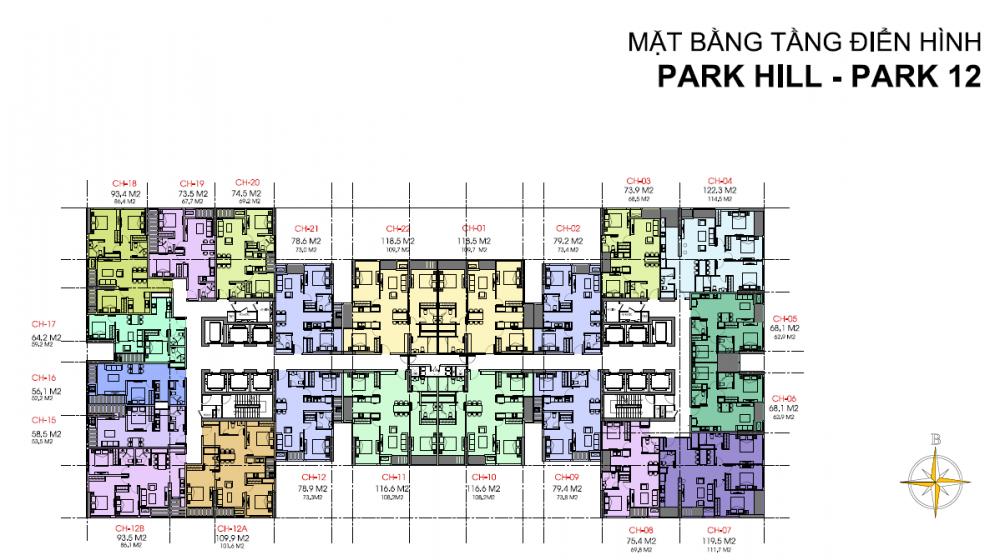 MẶT BẰNG TẦNG ĐIỂN HÌNH
PARK HILL - PARK 12
CH-18
93,4 M2
86,4 M2
CH-19
73.5 M2
67,7 M2
CH-20
74,5 M2
69,2 M2
CH-21
78,6 M2
73,0 M2
CH-22
118,5 M2
109,7 M2
CH-01
118,5 M2
109,7 M2
CH-02
79,2 M2
73,4 M2
CH-03
73.9 M2
68,5 M2
CH-04
122,3 M2
114,5 M2
CH-17
64,2 M2
59,2 M2
CH-05
68,1 M2
62,9 M2
CH-16
56,1 M2
52,2 M2
CH-15
58,5 M2
53,5 M2
CH-06
68,1 M2
62,9 M2
B
CH-12
78,9 M2
73,3M2
CH-11
116,6 M2
108,2M2
CH-10
116,6 M2
108,2M2
CH-09
79,4 M2
73,8 M2
CH-12B
93,5 M2
86,1 M2
CH-12A
109,9 M2
101,6 M2
CH-08
75,4 M2
69,8 M2
CH-07
119,5 M2
111,7 M2